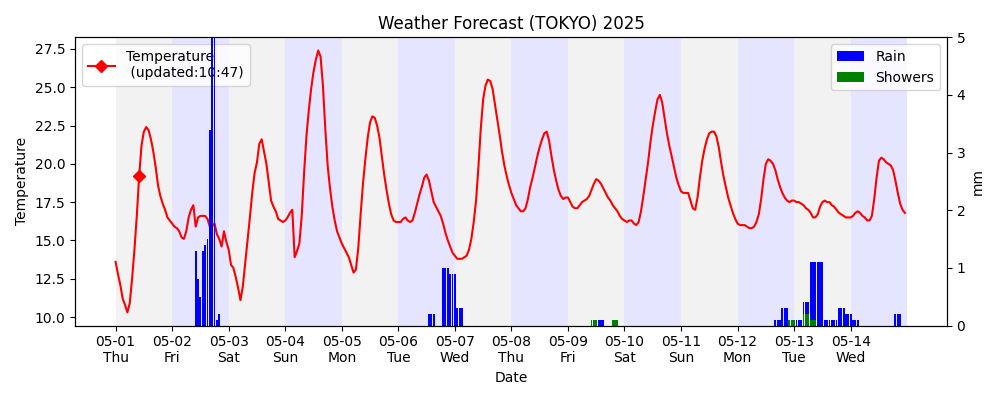 Weather Forecast (TOKYO) 2025
Temperature
(updated:10:47)
Rain
Showers
27.5
25.0
22.5
20.0
17.5
15.0
12.5
10.0
Temperature
5
4
3
2
1
0
mm
05-01 05-02 05-03 05-04 05-05 05-06 05-07 05-08 05-09 05-10 05-11 05-12 05-13 05-14
Thu Fri Sat Sun Mon Tue Wed Thu Fri Sat Sun Mon Tue Wed
Date